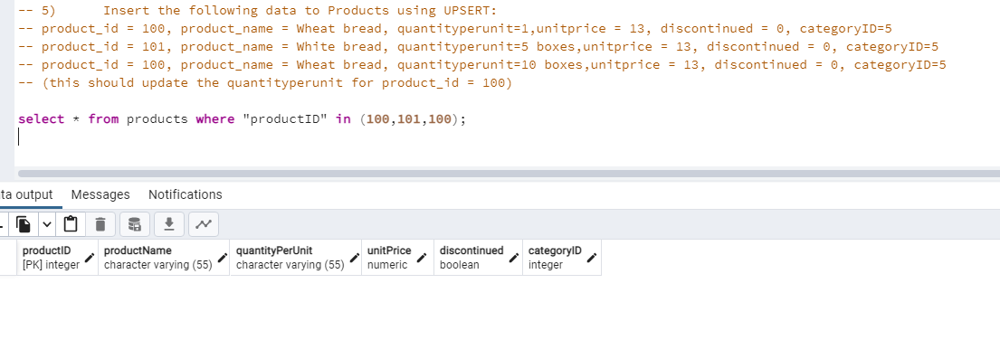 -- 5)      Insert the following data to Products using UPSERT:
-- product_id = 100, product_name = Wheat bread, quantityperunit=1,unitprice = 13, discontinued = 0, categoryID=5
-- product_id = 101, product_name = White bread, quantityperunit=5 boxes,unitprice = 13, discontinued = 0, categoryID=5
-- product_id = 100, product_name = Wheat bread, quantityperunit=10 boxes,unitprice = 13, discontinued = 0, categoryID=5
-- (this should update the quantityperunit for product_id = 100)
select * from products where "productID" in (100,101,100);
ta output Messages Notifications
productID productName quantityPerUnit unitPrice discontinued categoryID
[PK] integer character varying (55) character varying (55) numeric boolean integer